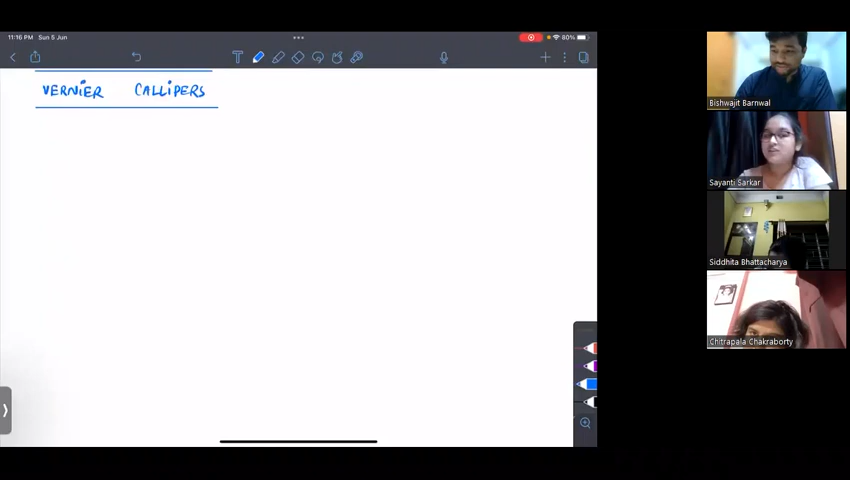 11:16 PM Sun 5 Jun
80%
T
VERNIER CALLIPERS
Bishwajit Barnwal
Sayanti Sarkar
Siddhita Bhattacharya
Chitrapala Chakraborty